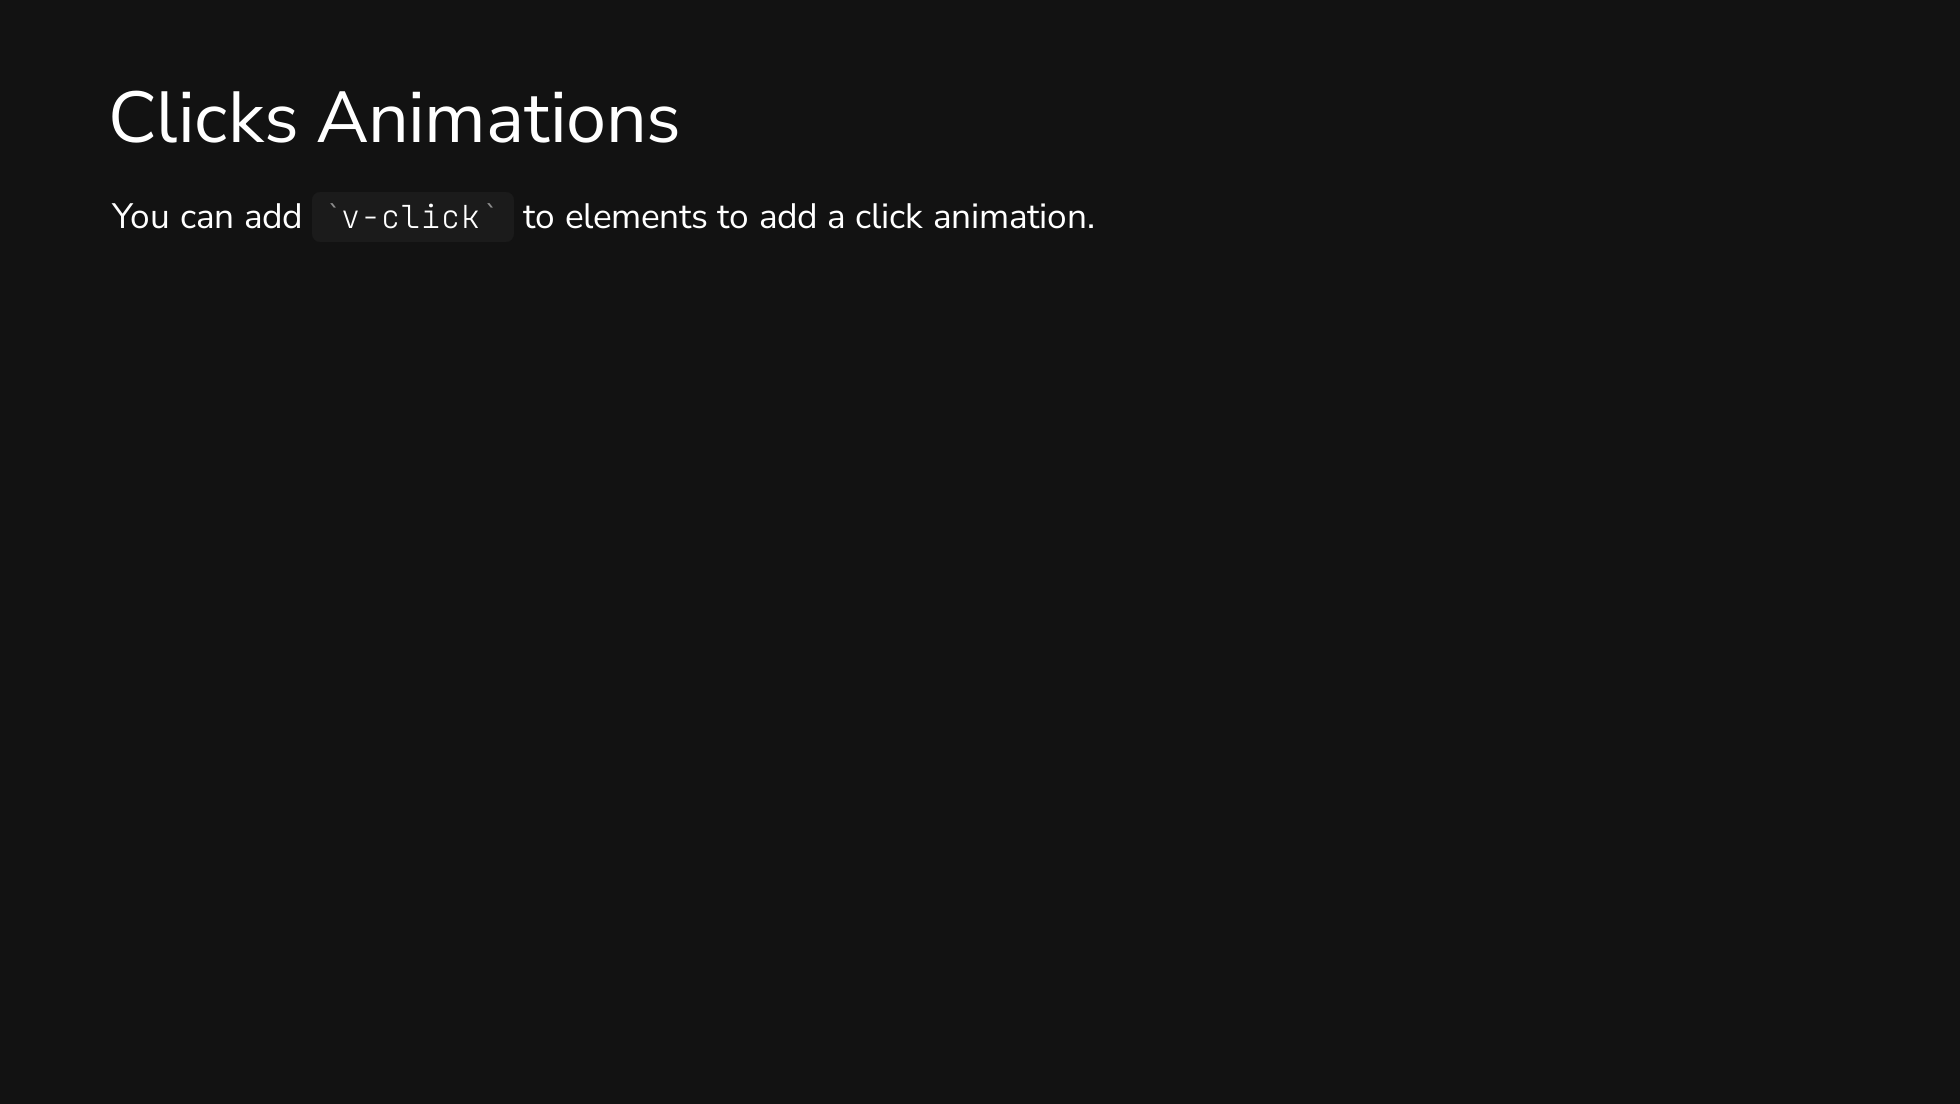 Clicks Animations
You can add `v-click` to elements to add a click animation.